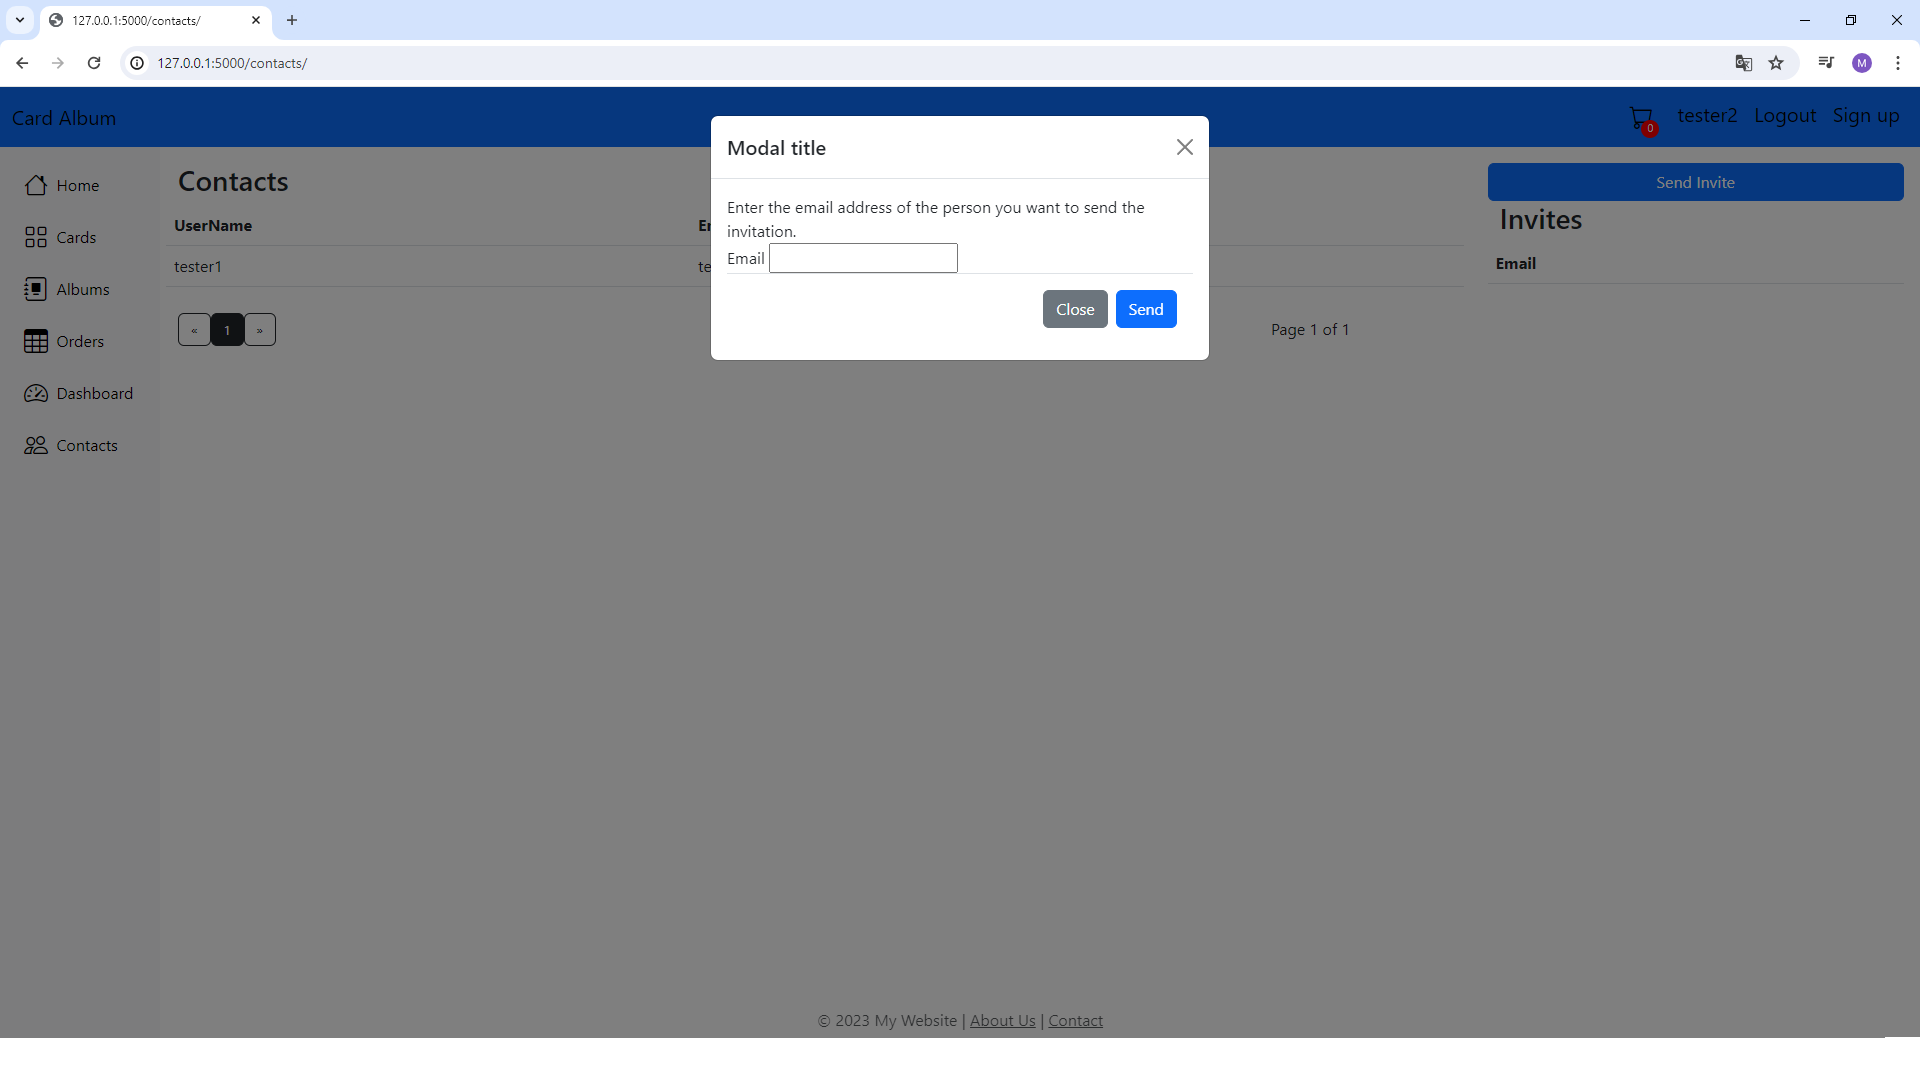 127.0.0.1:5000/contacts/
127.0.0.1:5000/contacts/
M
Card Album
0
tester2 Logout Sign up
Home
Cards
Albums
Orders
Dashboard
Contacts
Contacts
UserName
tester1
« 1 »
Page 1 of 1
Modal title
Enter the email address of the person you want to send the
invitation.
Email
Close Send
Send Invite
Invites
Email
© 2023 My Website | About Us | Contact